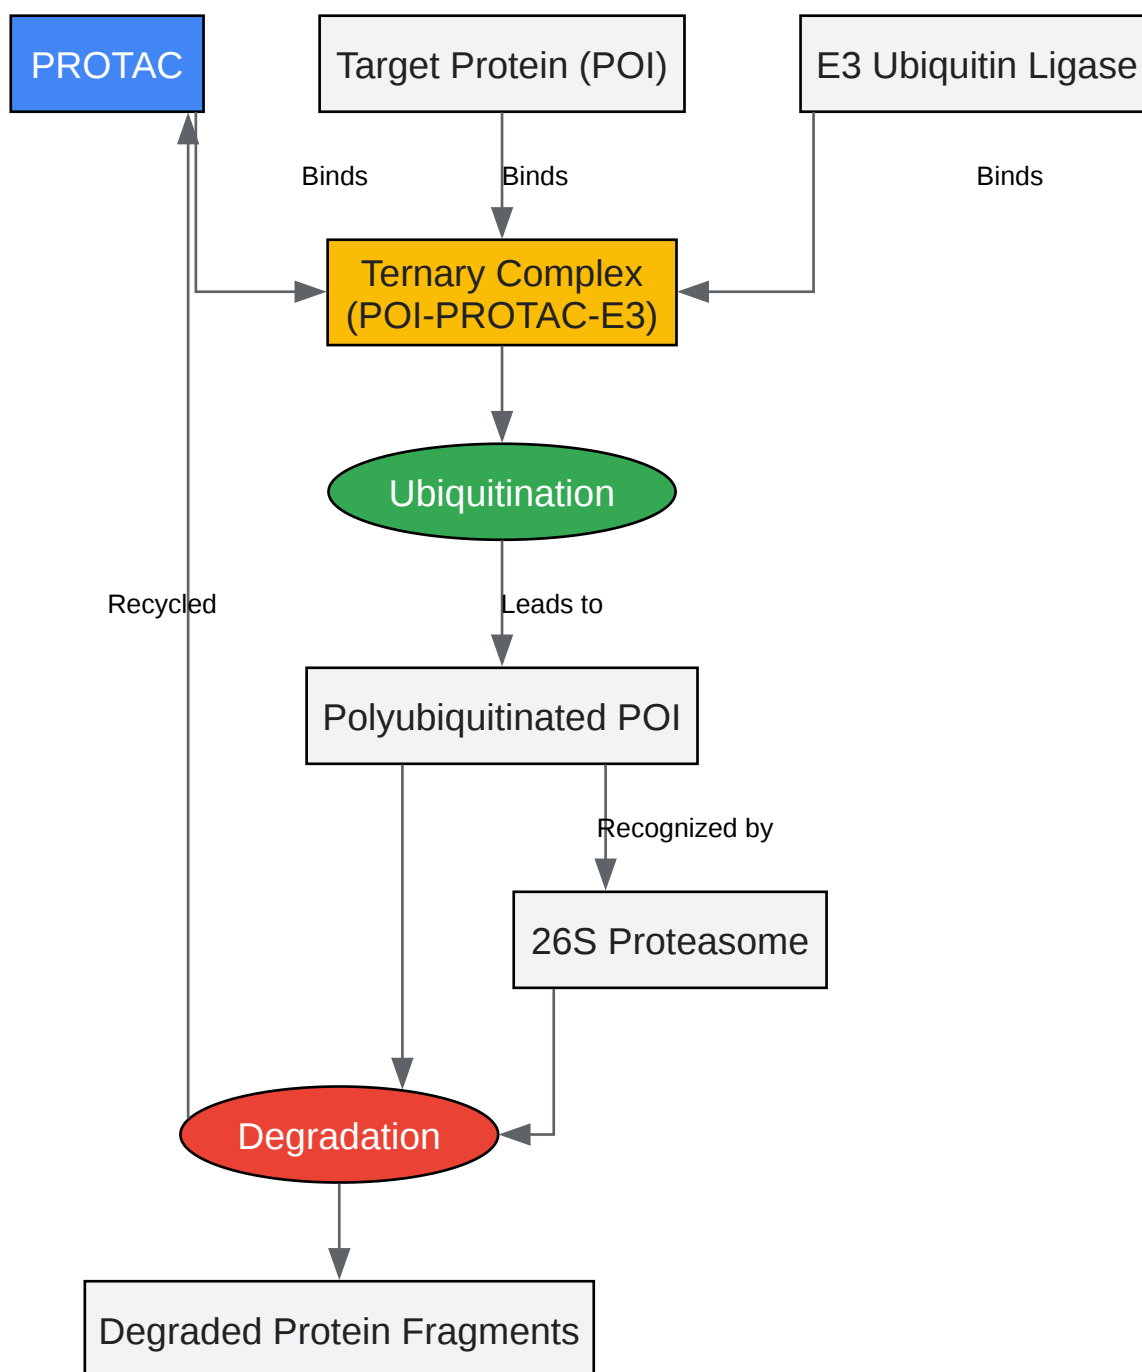 PROTAC
Target Protein (POI)
E3 Ubiquitin Ligase
Binds
Binds
Binds
Ternary Complex
(POI-PROTAC-E3)
Ubiquitination
Recycled
Leads to
Polyubiquitinated POI
Recognized by
26S Proteasome
Degradation
Degraded Protein Fragments